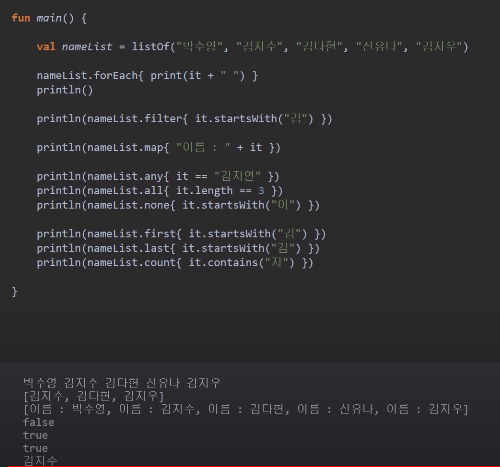 fun main() {
val nameList = listOf("박수영", "김지수", "김다현", "신유나", "김지우")
nameList.forEach{ print(it + " ") }
println()
println(nameList.filter{ it.startsWith("김") })
println(nameList.map{ "이름 : " + it })
println(nameList.any{ it == "김지연" })
println(nameList.all{ it.length == 3 })
println(nameList.none{ it.startsWith("이") })
println(nameList.first{ it.startsWith("김") })
println(nameList.last{ it.startsWith("김") })
println(nameList.count{ it.contains("지") })
}
박수영 김지수 김다현 신유나 김지우
[김지수, 김다현, 김지우]
[이름 : 박수영, 이름 : 김지수, 이름 : 김다현, 이름 : 신유나, 이름 : 김지우]
false
true
true
김지수